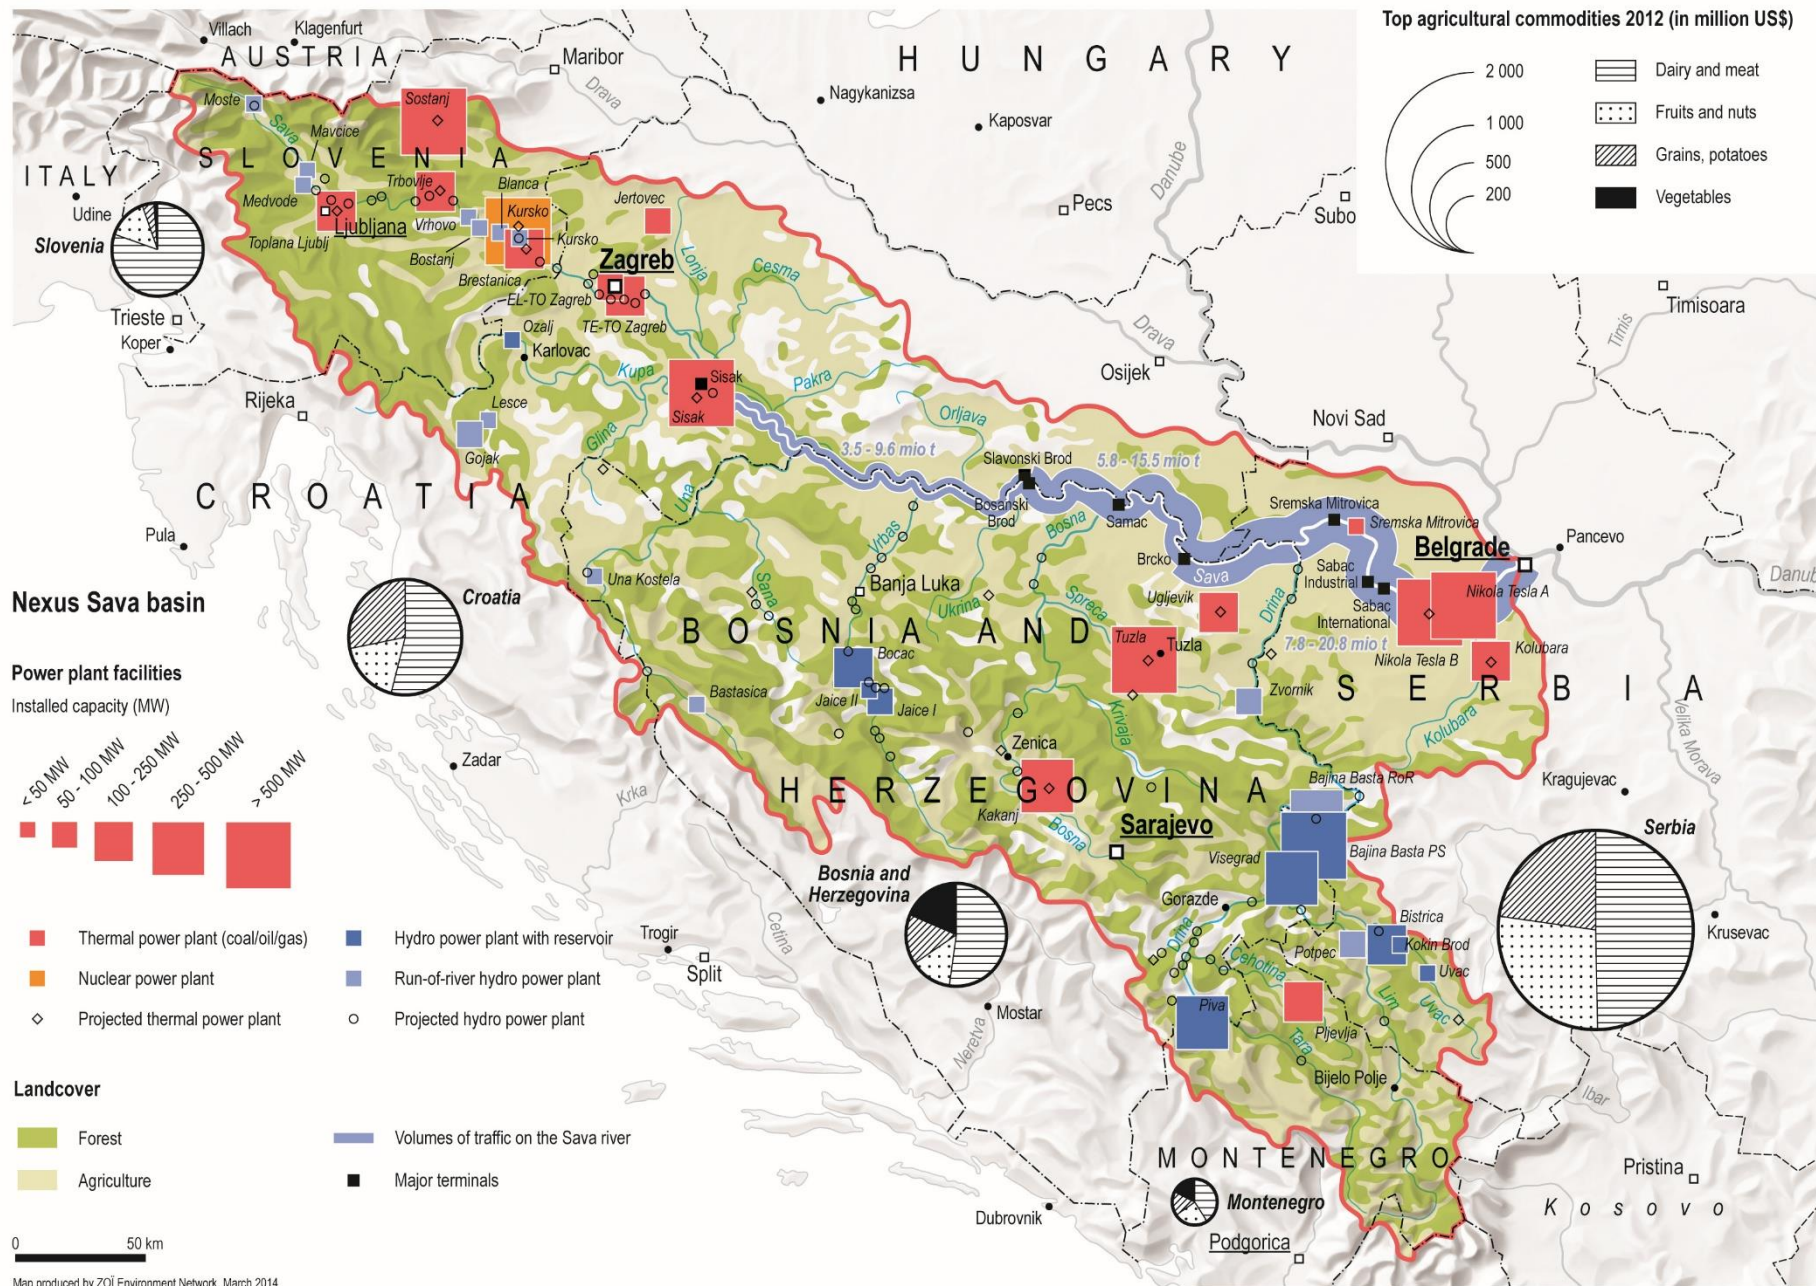 Top agricultural commodities 2012 (in million US$)
2 000
1 000
500
200
Dairy and meat
Fruits and nuts
Grains, potatoes
Vegetables
Villach
Klagenfurt
AUSTRIA
Maribor
Drava
HUNGARY
Nagykanizsa
Kaposvar
Danube
Pecs
Subo
Moste
Sava
Mavcice
Sostanj
SLOVENIA
ITALY
Udine
Slovenia
Medvode
Trbovlje
Blanca
Ljubljana
Toplana Ljublj
Vrhovo
Kursko
Kursko
Bostanj
Brestanica
Jertovec
Zagreb
EL-TO Zagreb
TE-TO Zagreb
Lonja
Cesma
Trieste
Koper
Ozalj
Karlovac
Kupa
Pakra
Drava
Osijek
Timis
Timisoara
Rijeka
Lesce
Gojak
Glina
Sisak
Sisak
Orljava
Novi Sad
3.5 - 9.6 mio t
Slavonski Brod
5.8 - 15.5 mio t
CROATIA
Una
Bosanski
Brod
Bosna
Samac
Sremska Mitrovica
Sremska Mitrovica
Pula
Vrbas
Brcko
Sava
Belgrade
Pancevo
Danub
Sabac
Industrial
Sabac
International
Nikola Tesla A
Una Kostela
Sana
Banja Luka
Ukrina
Spreca
Ugljevik
Drina
Croatia
BOSNIA AND
Tuzla
Tuzla
7.8 - 20.8 mio t
Nikola Tesla B
Kolubara
Nexus Sava basin
Power plant facilities
Installed capacity (MW)
< 50 MW
50 - 100 MW
100 - 250 MW
250 - 500 MW
> 500 MW
Bocac
Bastasica
Jaice II
Jaice I
Zvornik
SERBIA
Krivaja
Kolubara
Velika Morava
Zadar
Krka
Zenica
HERZEGOVINA
Kakanj
Bosna
Sarajevo
Bajina Basta RoR
Kragujevac
Serbia
Visegrad
Bajina Basta PS
Bosnia and
Herzegovina
Gorazde
Bistrica
Kokin Brod
Potpec
Uvac
Krusevac
Thermal power plant (coal/oil/gas)
Hydro power plant with reservoir
Nuclear power plant
Run-of-river hydro power plant
Projected thermal power plant
Projected hydro power plant
Trogir
Split
Cetina
Drina
Cehotina
Lim
Uvac
Mostar
Neretva
Piva
Pljevlja
Tara
Bijelo Polje
Ibar
Landcover
Forest
Agriculture
Volumes of traffic on the Sava river
Major terminals
MONTENEGRO
Montenegro
Pristina
Kosovo
Dubrovnik
Podgorica
0
50 km
Map produced by ZOÏ Environment Network, March 2014